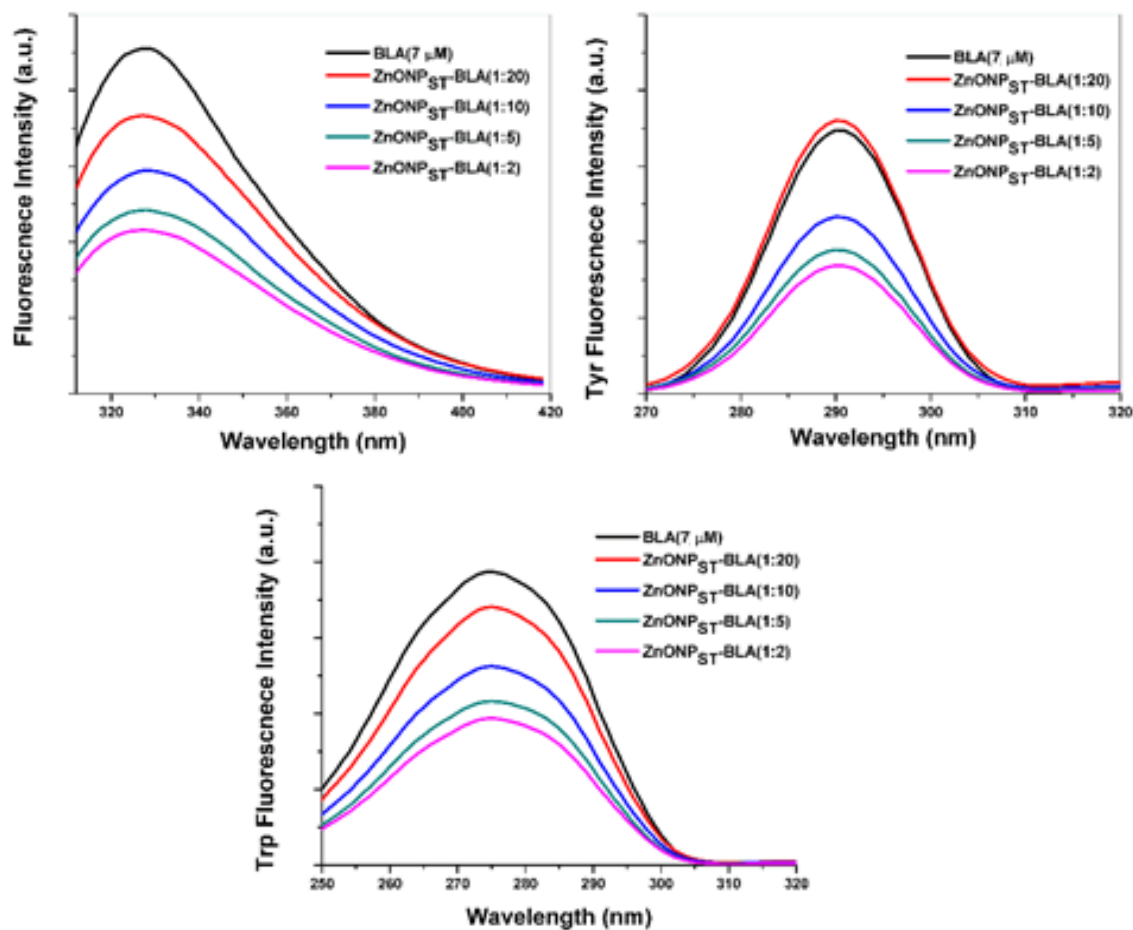 Fluorescnece Intensity (a.u.)
BLA(7 μM)
ZnONPST-BLA(1:20)
ZnONPST-BLA(1:10)
ZnONPST-BLA(1:5)
ZnONPST-BLA(1:2)
320 340 360 380 400 420
Wavelength (nm)
Tyr Fluorescnece Intensity (a.u.)
BLA(7 μM)
ZnONPST-BLA(1:20)
ZnONPST-BLA(1:10)
ZnONPST-BLA(1:5)
ZnONPST-BLA(1:2)
270 280 290 300 310 320
Wavelength (nm)
Trp Fluorescnece Intensity (a.u.)
BLA(7 μM)
ZnONPST-BLA(1:20)
ZnONPST-BLA(1:10)
ZnONPST-BLA(1:5)
ZnONPST-BLA(1:2)
250 260 270 280 290 300 310 320
Wavelength (nm)